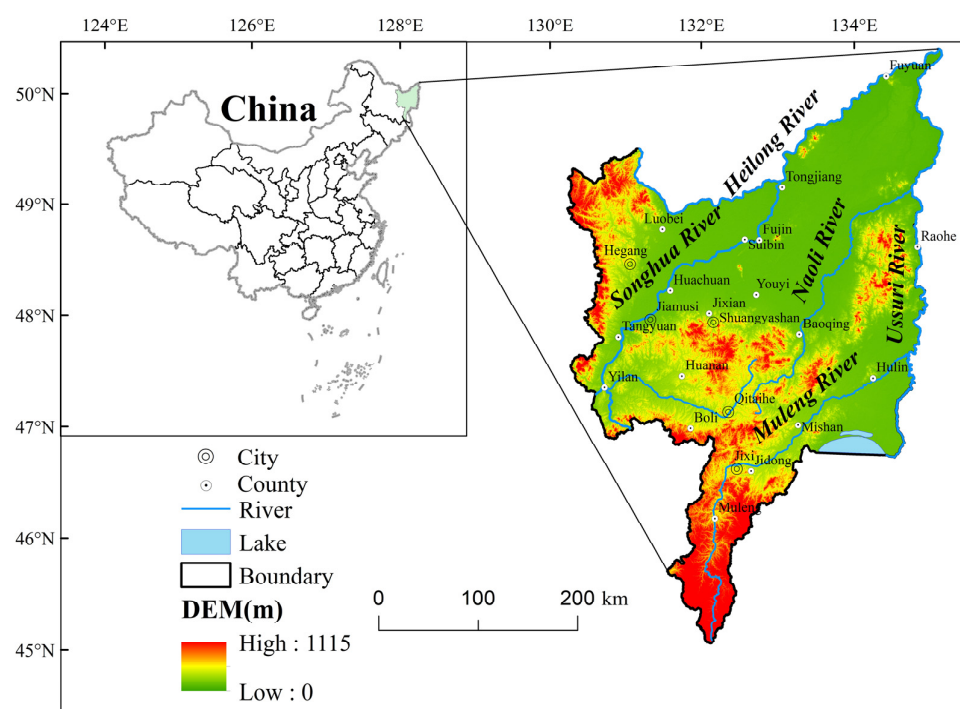 124°E 126°E 128°E 130°E 132°E 134°E
50°N
49°N
48°N
47°N
46°N
45°N
China
Fuyuan
Heilong River
Tongjiang
Luobei
Fujin
Suibin
Songhua River
Naoli River
Raohe
Hegang
Ussuri River
Huachuan
Youyi
Jiamusi
Jixian
Shuangyashan
Tangyuan
Baoqing
Huanan
Muleng River
Hulin
Yilan
Qitaihe
Boli
Mishan
Jixi
Jidong
Muleng
City
County
River
Lake
Boundary
DEM(m)
High : 1115
Low : 0
0 100 200 km